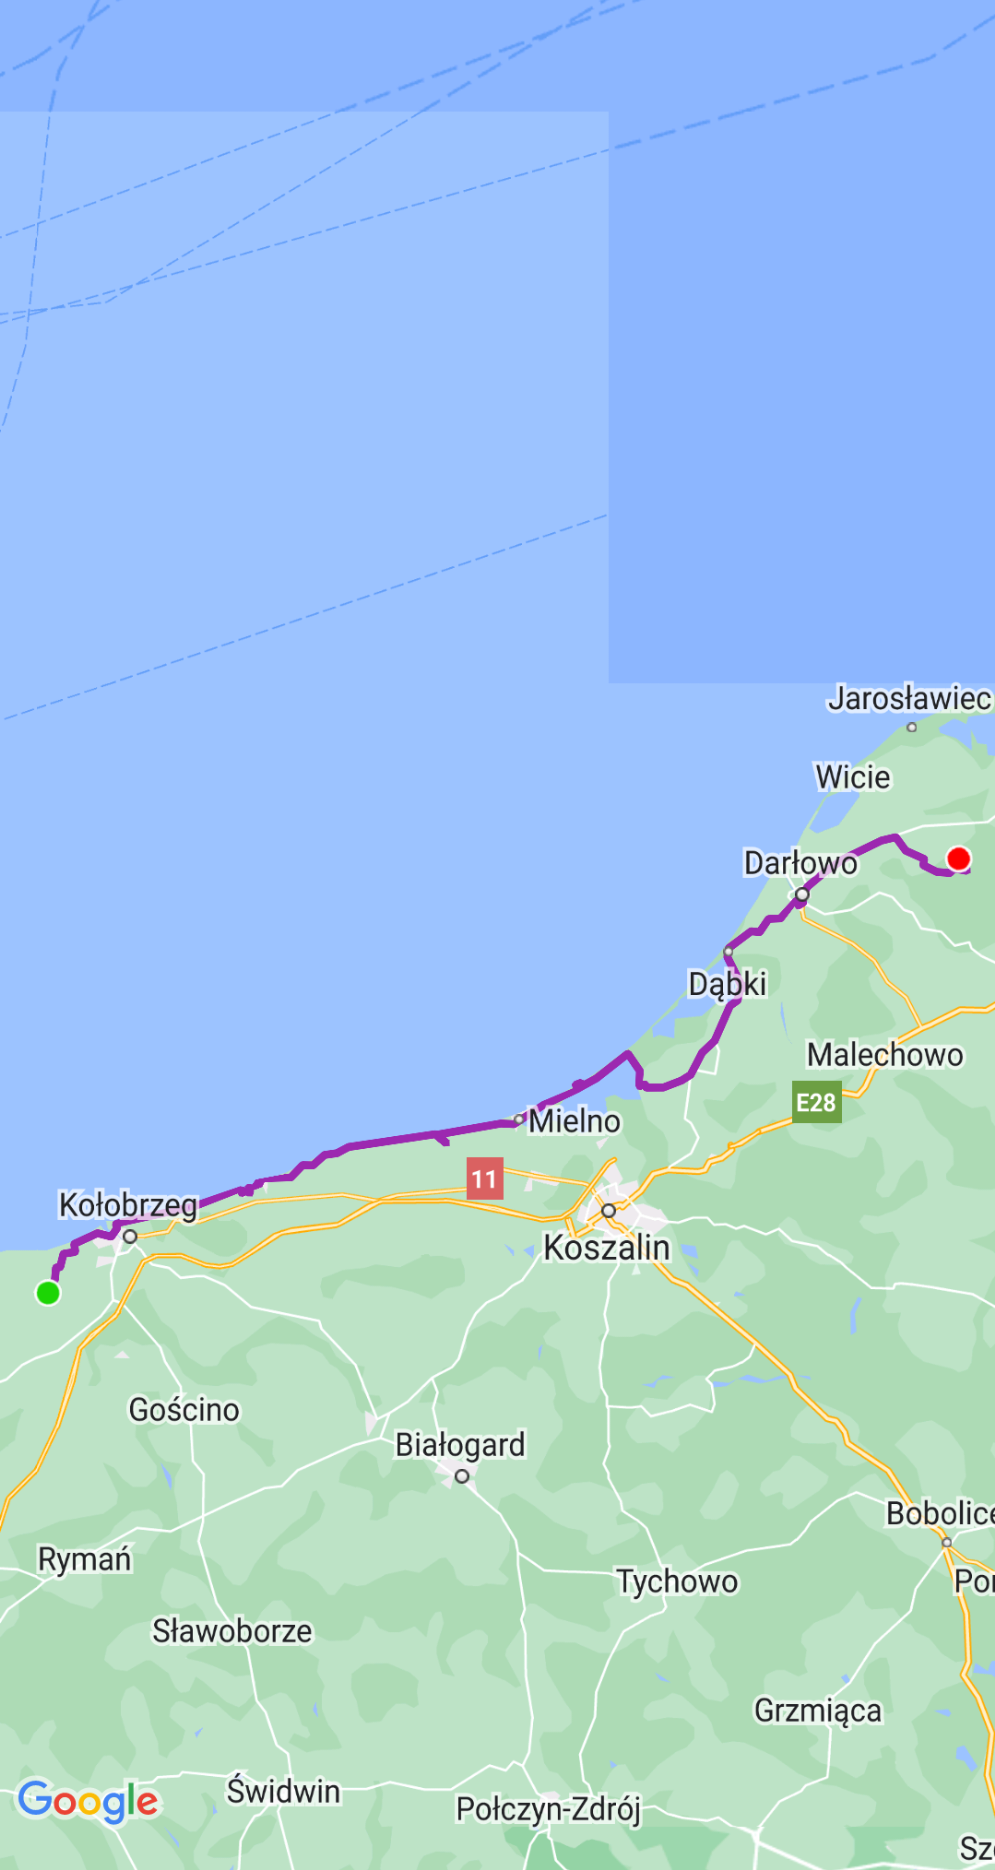 Jarosławiec
Wicie
Darłowo
Dąbki
Malechowo
E28
Mielno
11
Kołobrzeg
Koszalin
Gościno
Białogard
Bobolice
Rymań
Tychowo
Sławoborze
Grzmiąca
Google
Świdwin
Połczyn-Zdrój